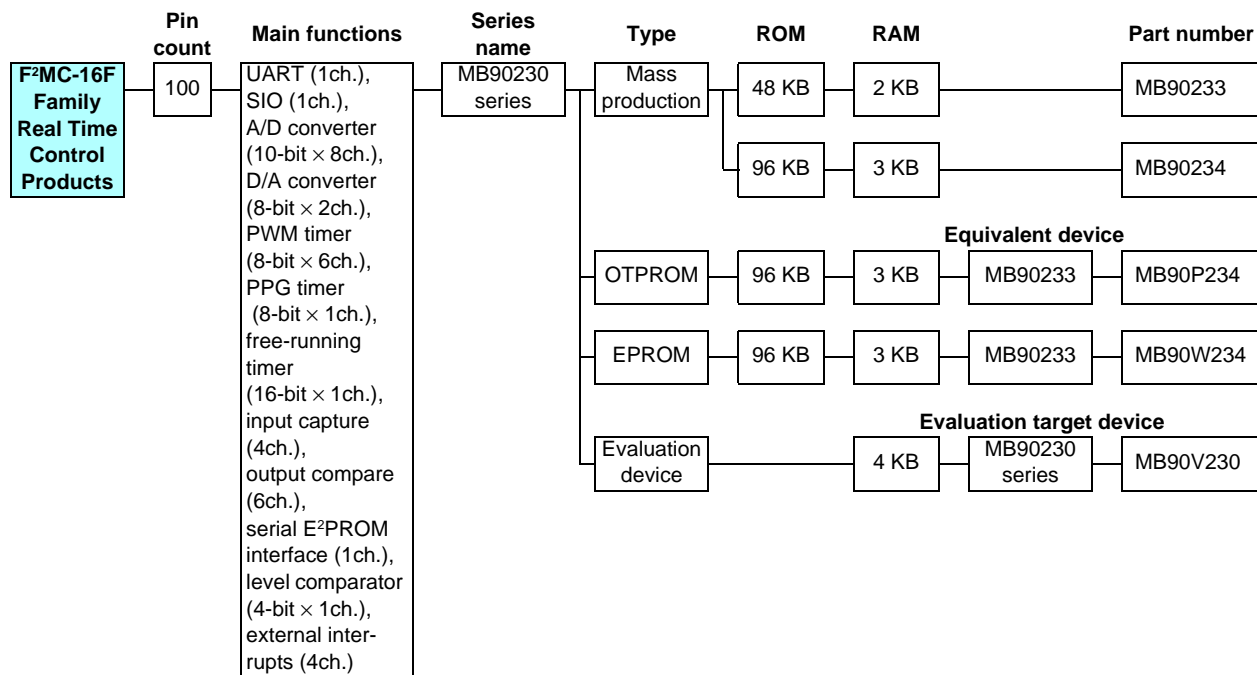 Pin
count
Main functions
Series
name
Type
ROM
RAM
Part number
F²MC-16F
Family
Real Time
Control
Products
100
UART (1ch.),
SIO (1ch.),
A/D converter
(10-bit × 8ch.),
D/A converter
(8-bit × 2ch.),
PWM timer
(8-bit × 6ch.),
PPG timer
(8-bit × 1ch.),
free-running
timer
(16-bit × 1ch.),
input capture
(4ch.),
output compare
(6ch.),
serial E²PROM
interface (1ch.),
level comparator
(4-bit × 1ch.),
external inter-
rupts (4ch.)
MB90230
series
Mass
production
48 KB
2 KB
MB90233
96 KB
3 KB
MB90234
Equivalent device
OTPROM
96 KB
3 KB
MB90233
MB90P234
EPROM
96 KB
3 KB
MB90233
MB90W234
Evaluation target device
Evaluation
device
4 KB
MB90230
series
MB90V230